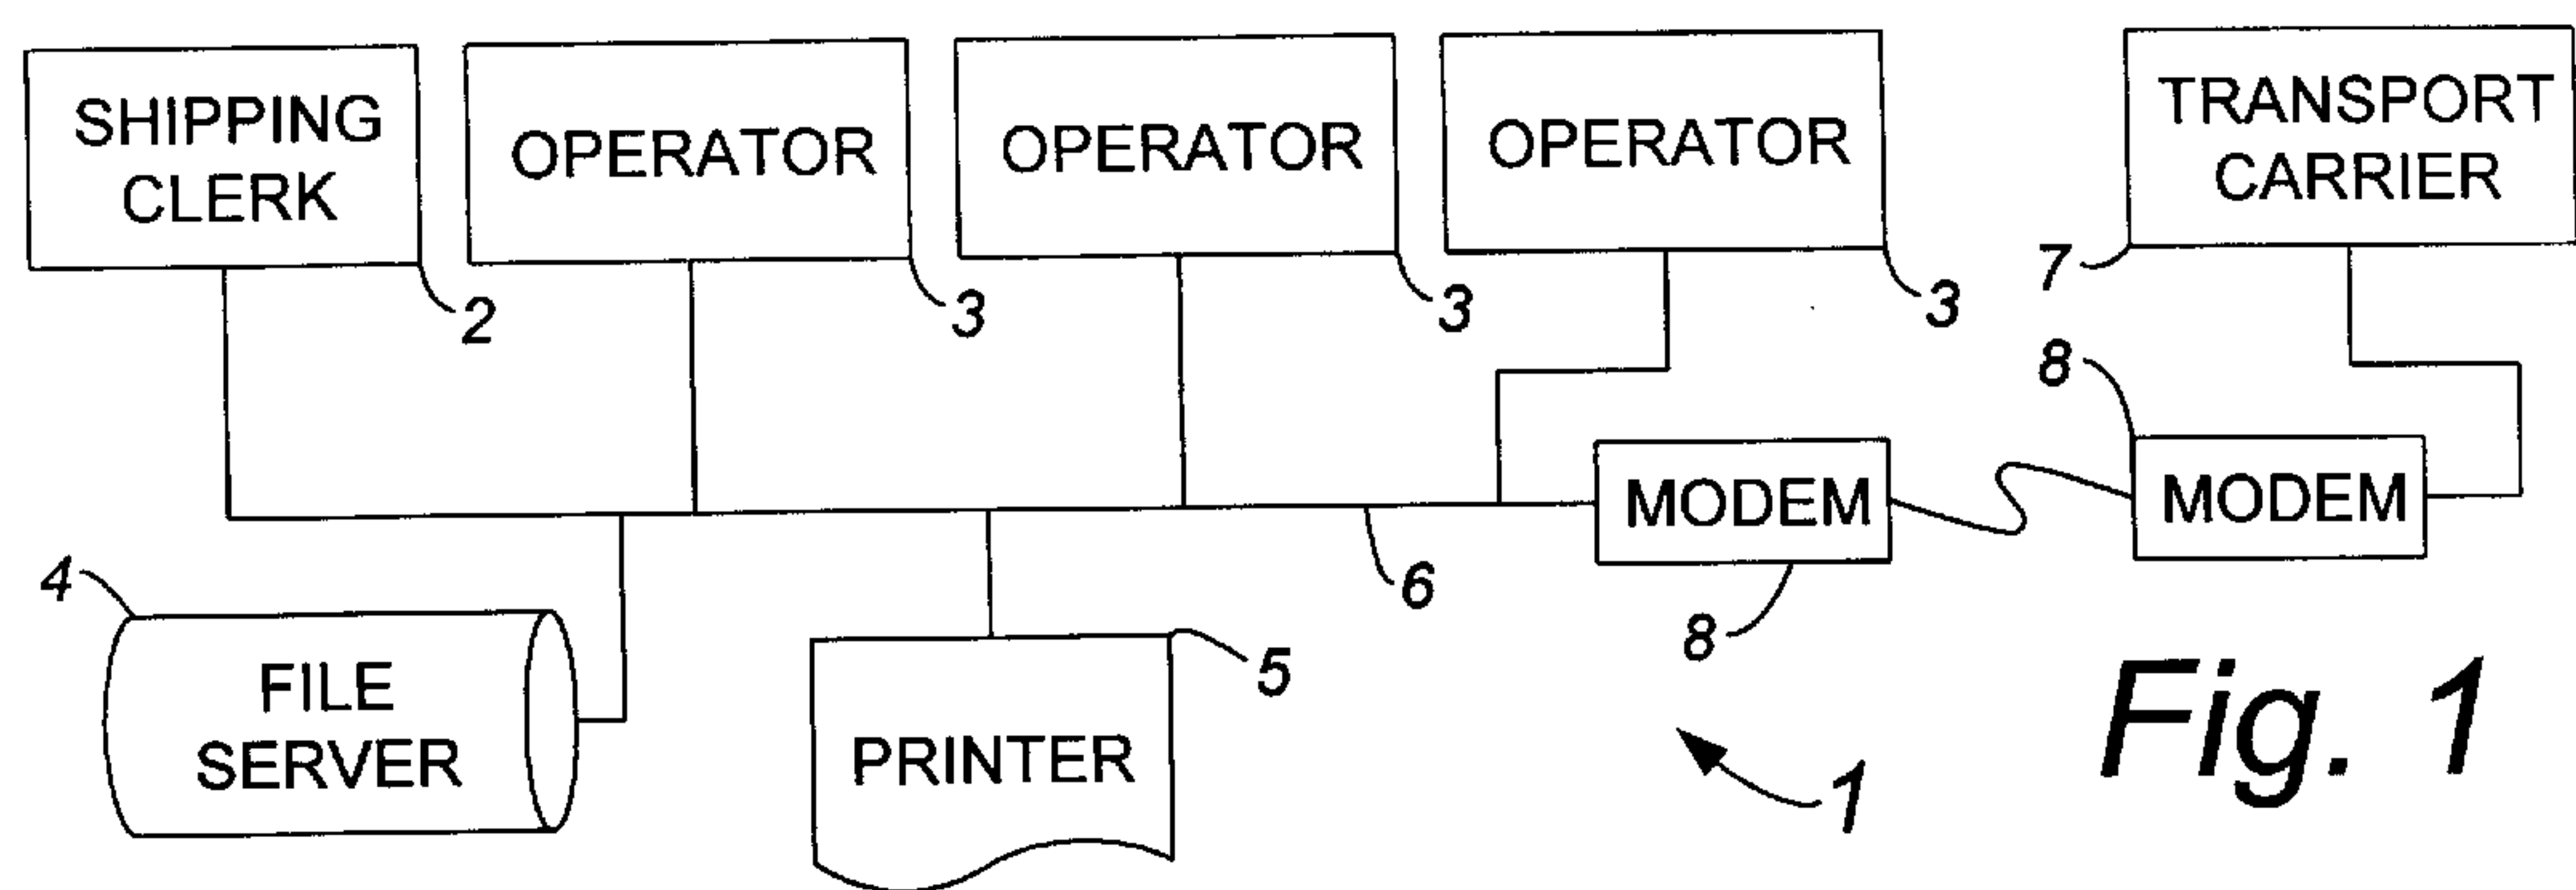 SHIPPING
CLERK
OPERATOR
OPERATOR
OPERATOR
TRANSPORT
CARRIER
2
3
3
3
7
8
MODEM
MODEM
4
6
8
FILE
SERVER
5
PRINTER
1
Fig. 1